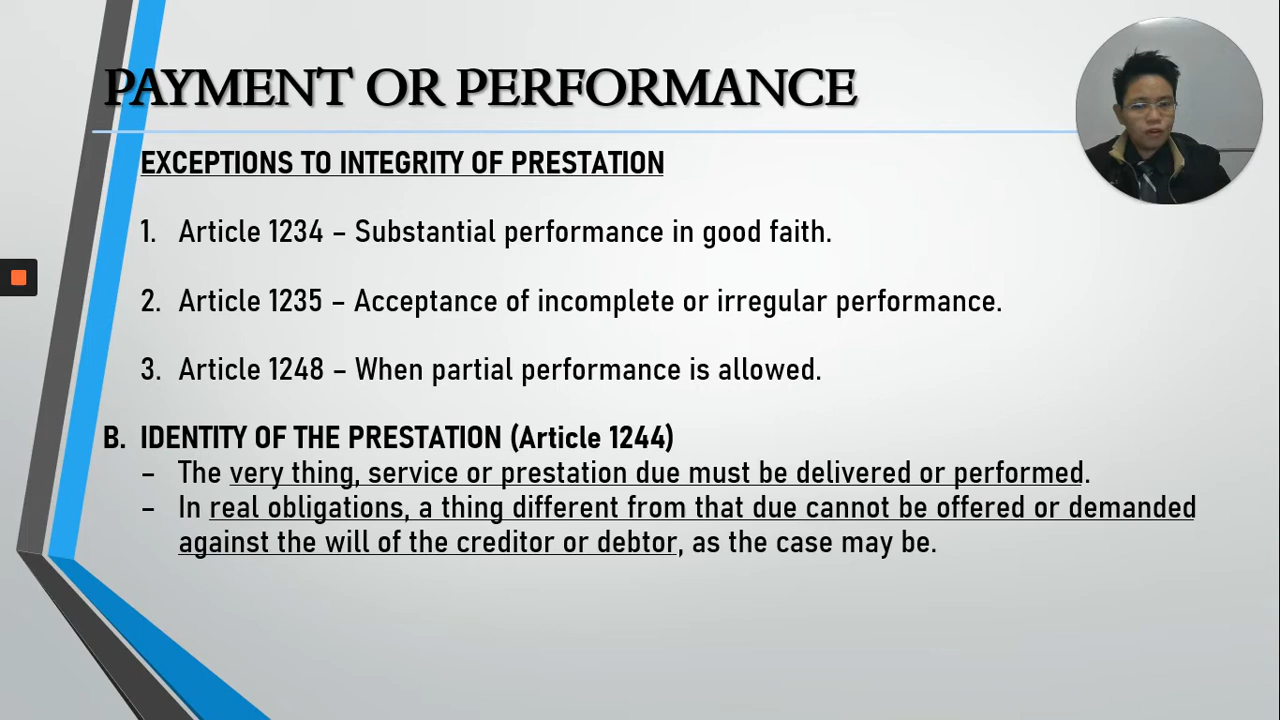 PAYMENT OR PERFORMANCE
EXCEPTIONS TO INTEGRITY OF PRESTATION
1. Article 1234 – Substantial performance in good faith.
2. Article 1235 – Acceptance of incomplete or irregular performance.
3. Article 1248 – When partial performance is allowed.
B. IDENTITY OF THE PRESTATION (Article 1244)
– The very thing, service or prestation due must be delivered or performed.
– In real obligations, a thing different from that due cannot be offered or demanded
against the will of the creditor or debtor, as the case may be.